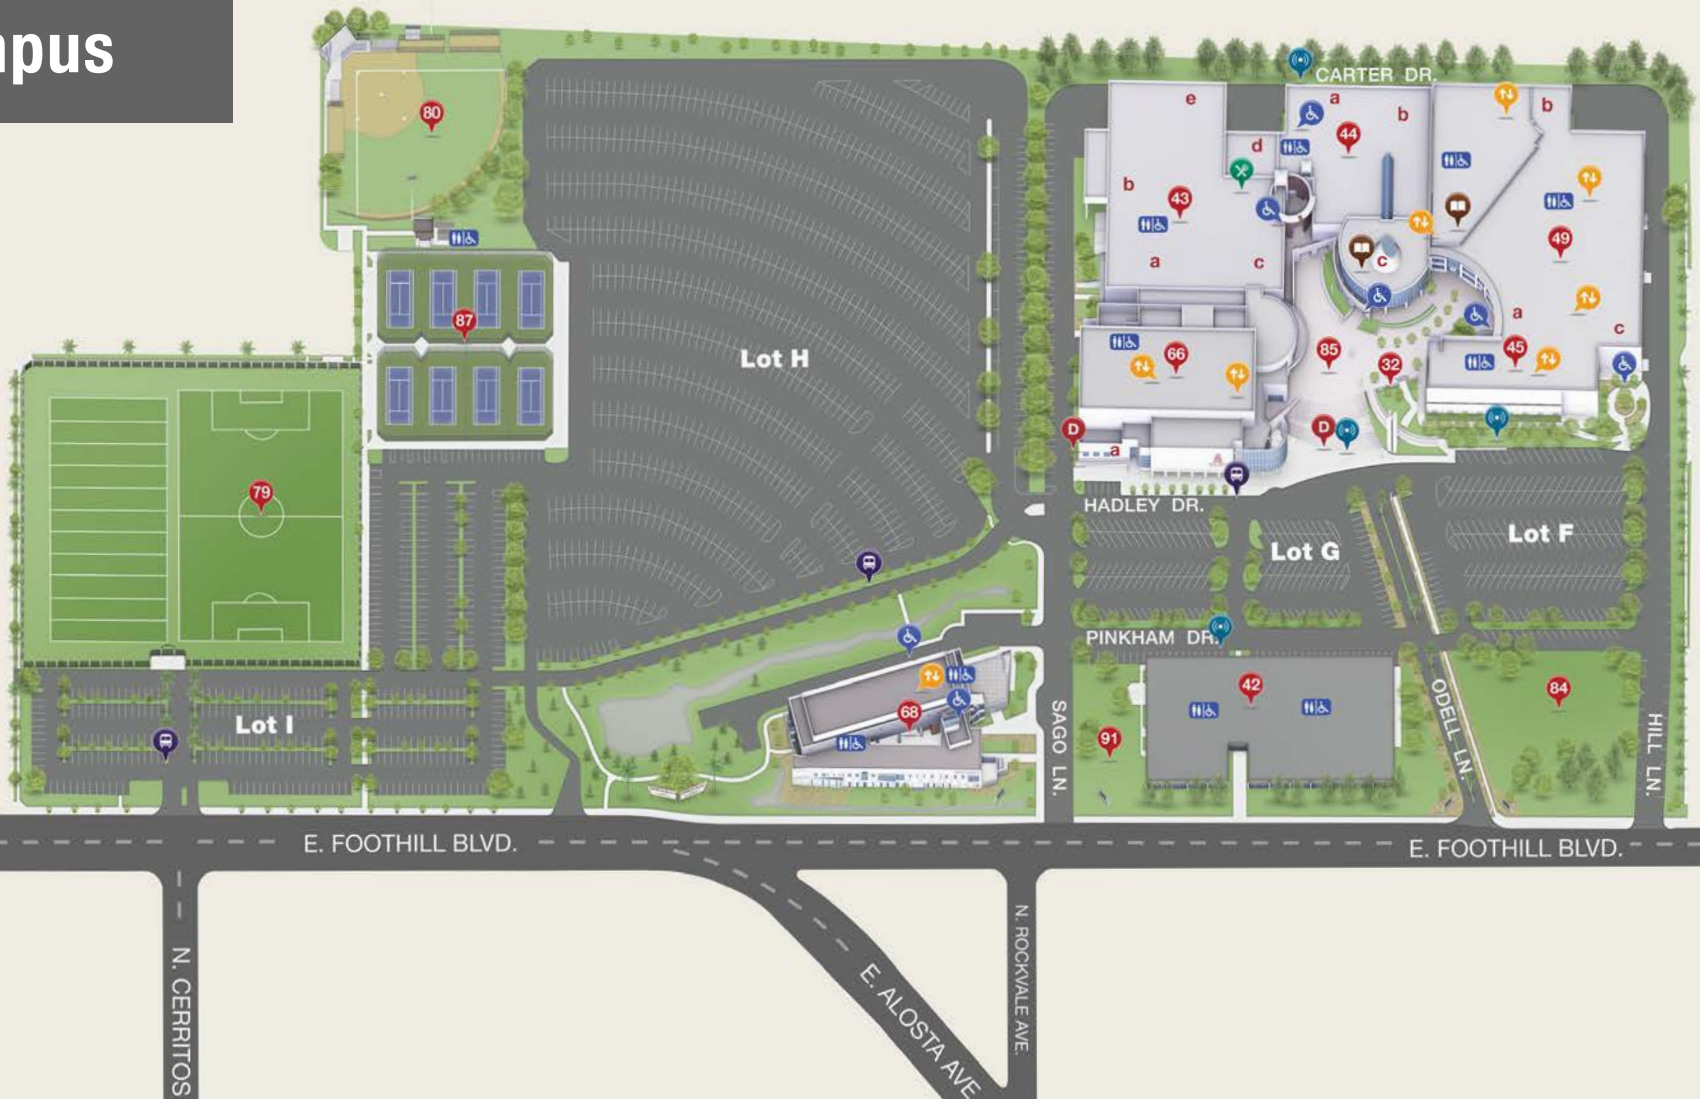 mpus
CARTER DR.
80
e
a
b
b
44
d
b
43
49
a
c
c
a
c
87
85
45
66
32
Lot H
D
D
a
79
HADLEY DR.
Lot G
Lot F
PINKHAM DR.
42
84
68
91
SAGO LN.
ODELL LN.
HILL LN.
Lot I
E. FOOTHILL BLVD.
E. FOOTHILL BLVD.
N. CERRITOS
E. ALOSTA AVE
N. ROCKVALE AVE.